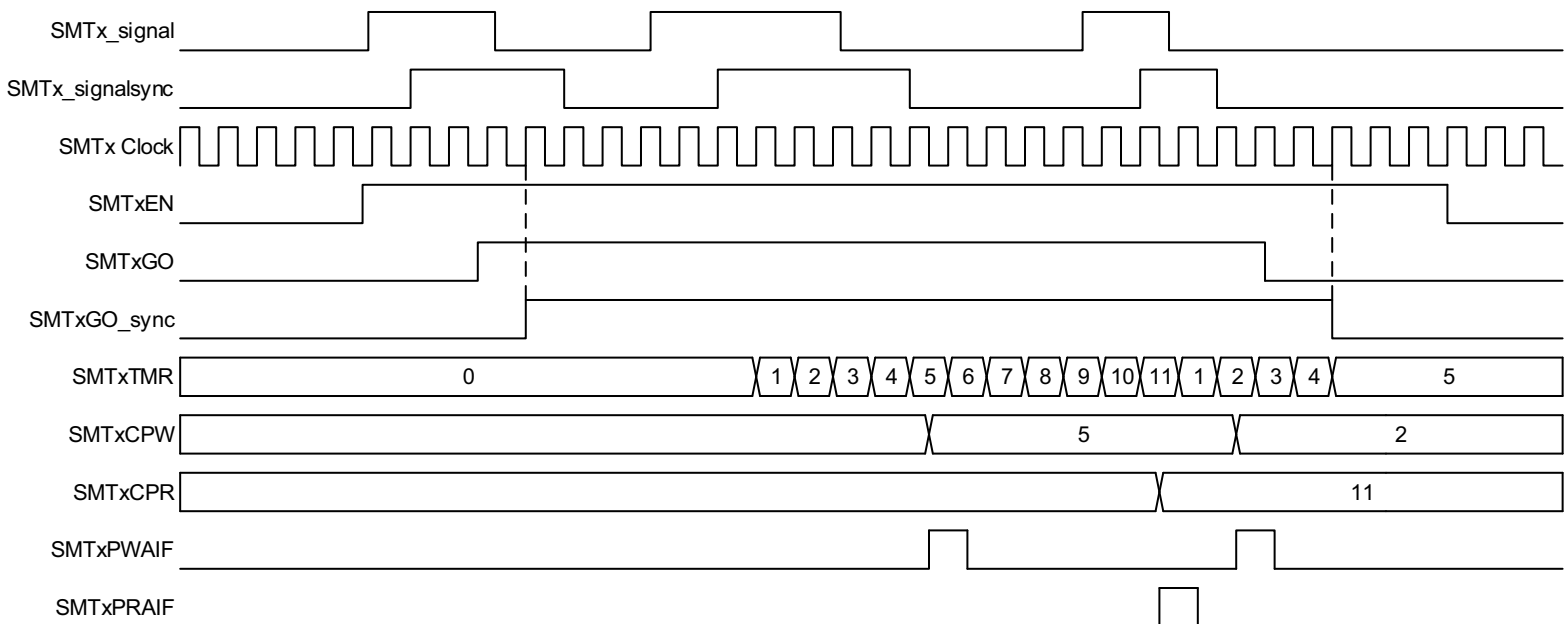 SMTx_signal
SMTx_signalsync
SMTx Clock
SMTxEN
SMTxGO
SMTxGO_sync
SMTxTMR 0 1 2 3 4 5 6 7 8 9 10 11 1 2 3 4 5
SMTxCPW 5 2
SMTxCPR 11
SMTxPWAIF
SMTxPRAIF